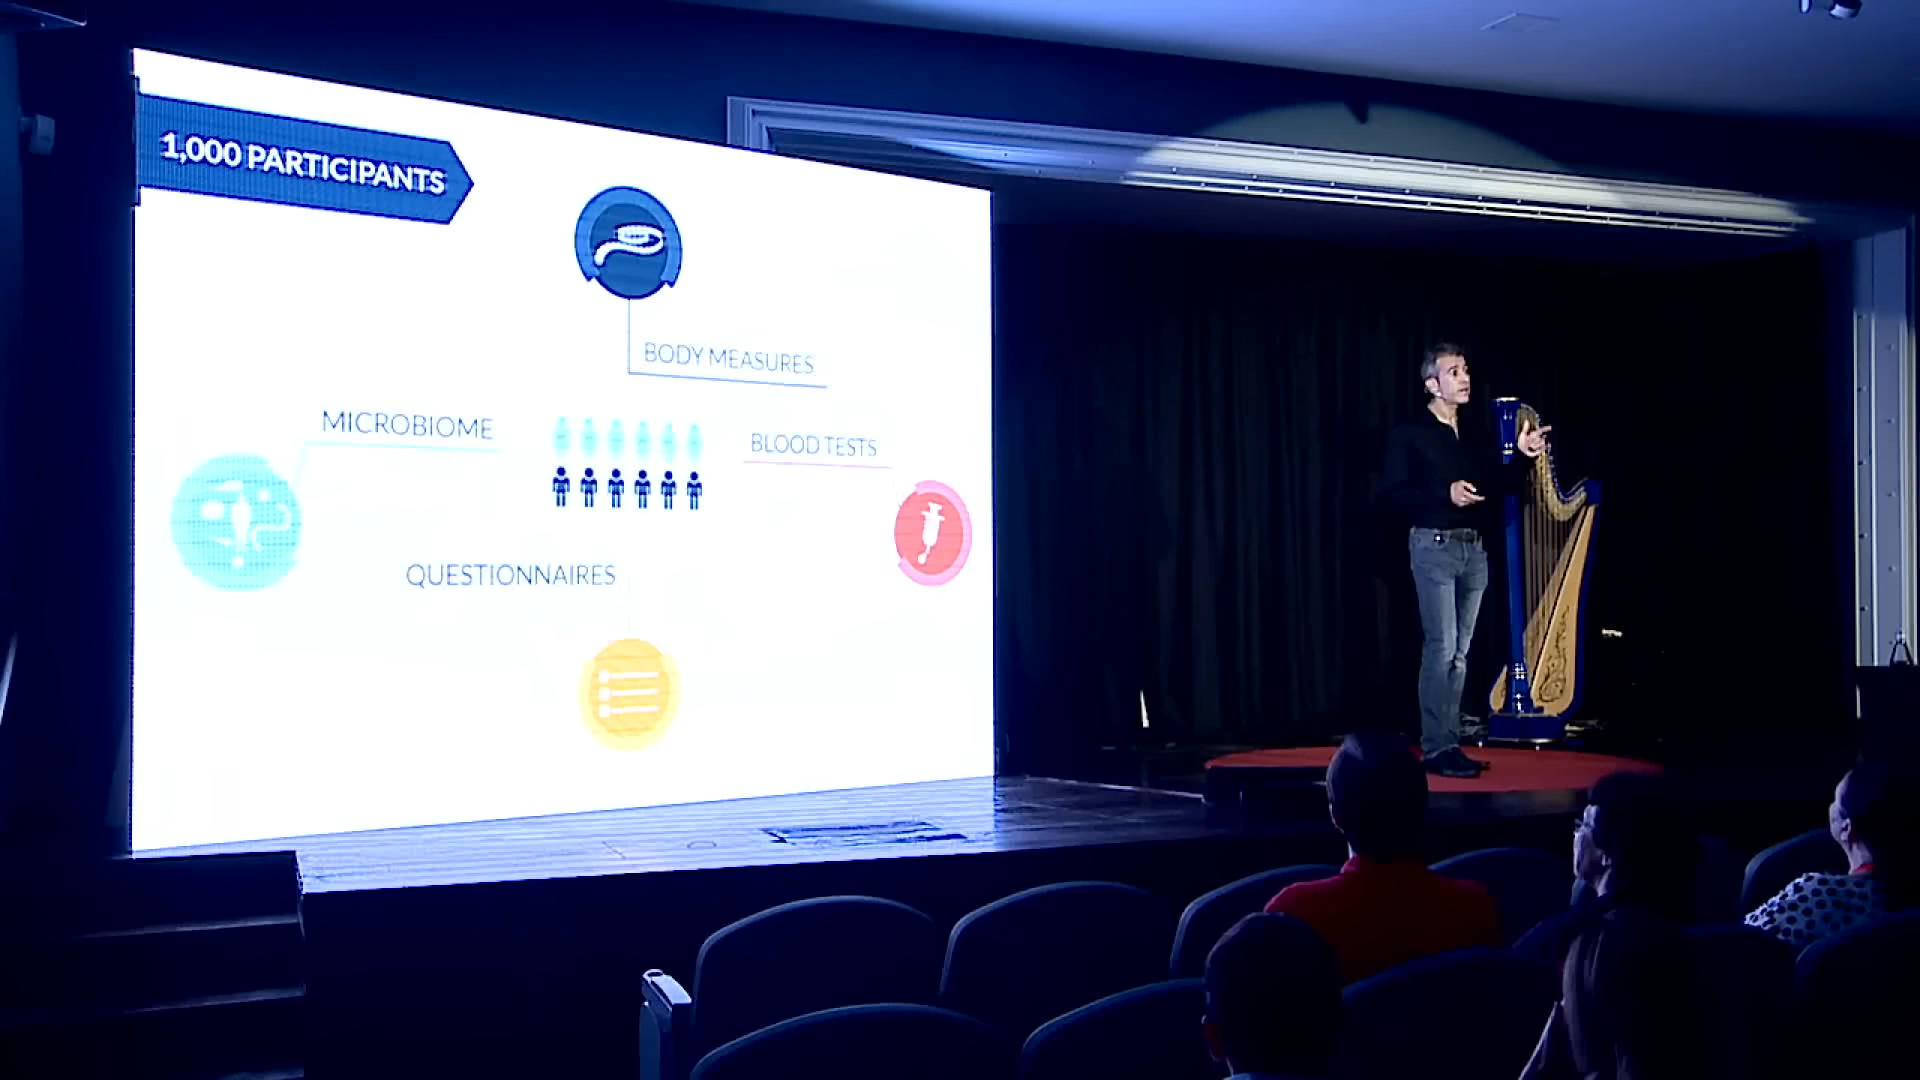 1,000 PARTICIPANTS
BODY MEASURES
MICROBIOME
BLOOD TESTS
QUESTIONNAIRES